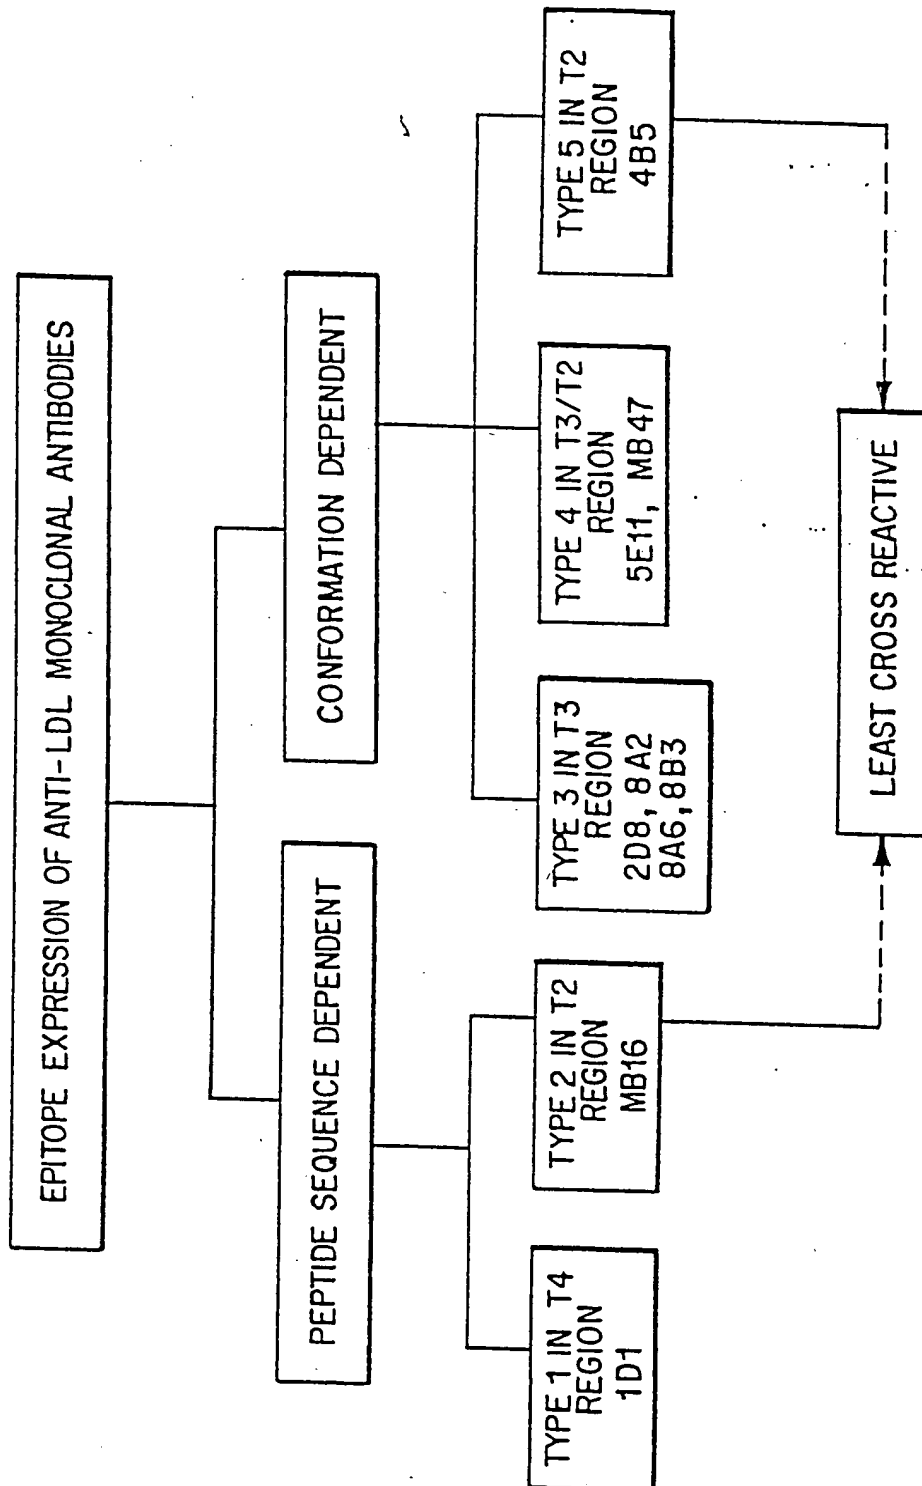 EPITOPE EXPRESSION OF ANTI-LDL MONOCLONAL ANTIBODIES
PEPTIDE SEQUENCE DEPENDENT
CONFORMATION DEPENDENT
TYPE 1 IN T4
REGION
1D1
TYPE 2 IN T2
REGION
MB16
TYPE 3 IN T3
REGION
2D8, 8A2
8A6, 8B3
TYPE 4 IN T3/T2
REGION
5E11, MB47
TYPE 5 IN T2
REGION
4B5
LEAST CROSS REACTIVE